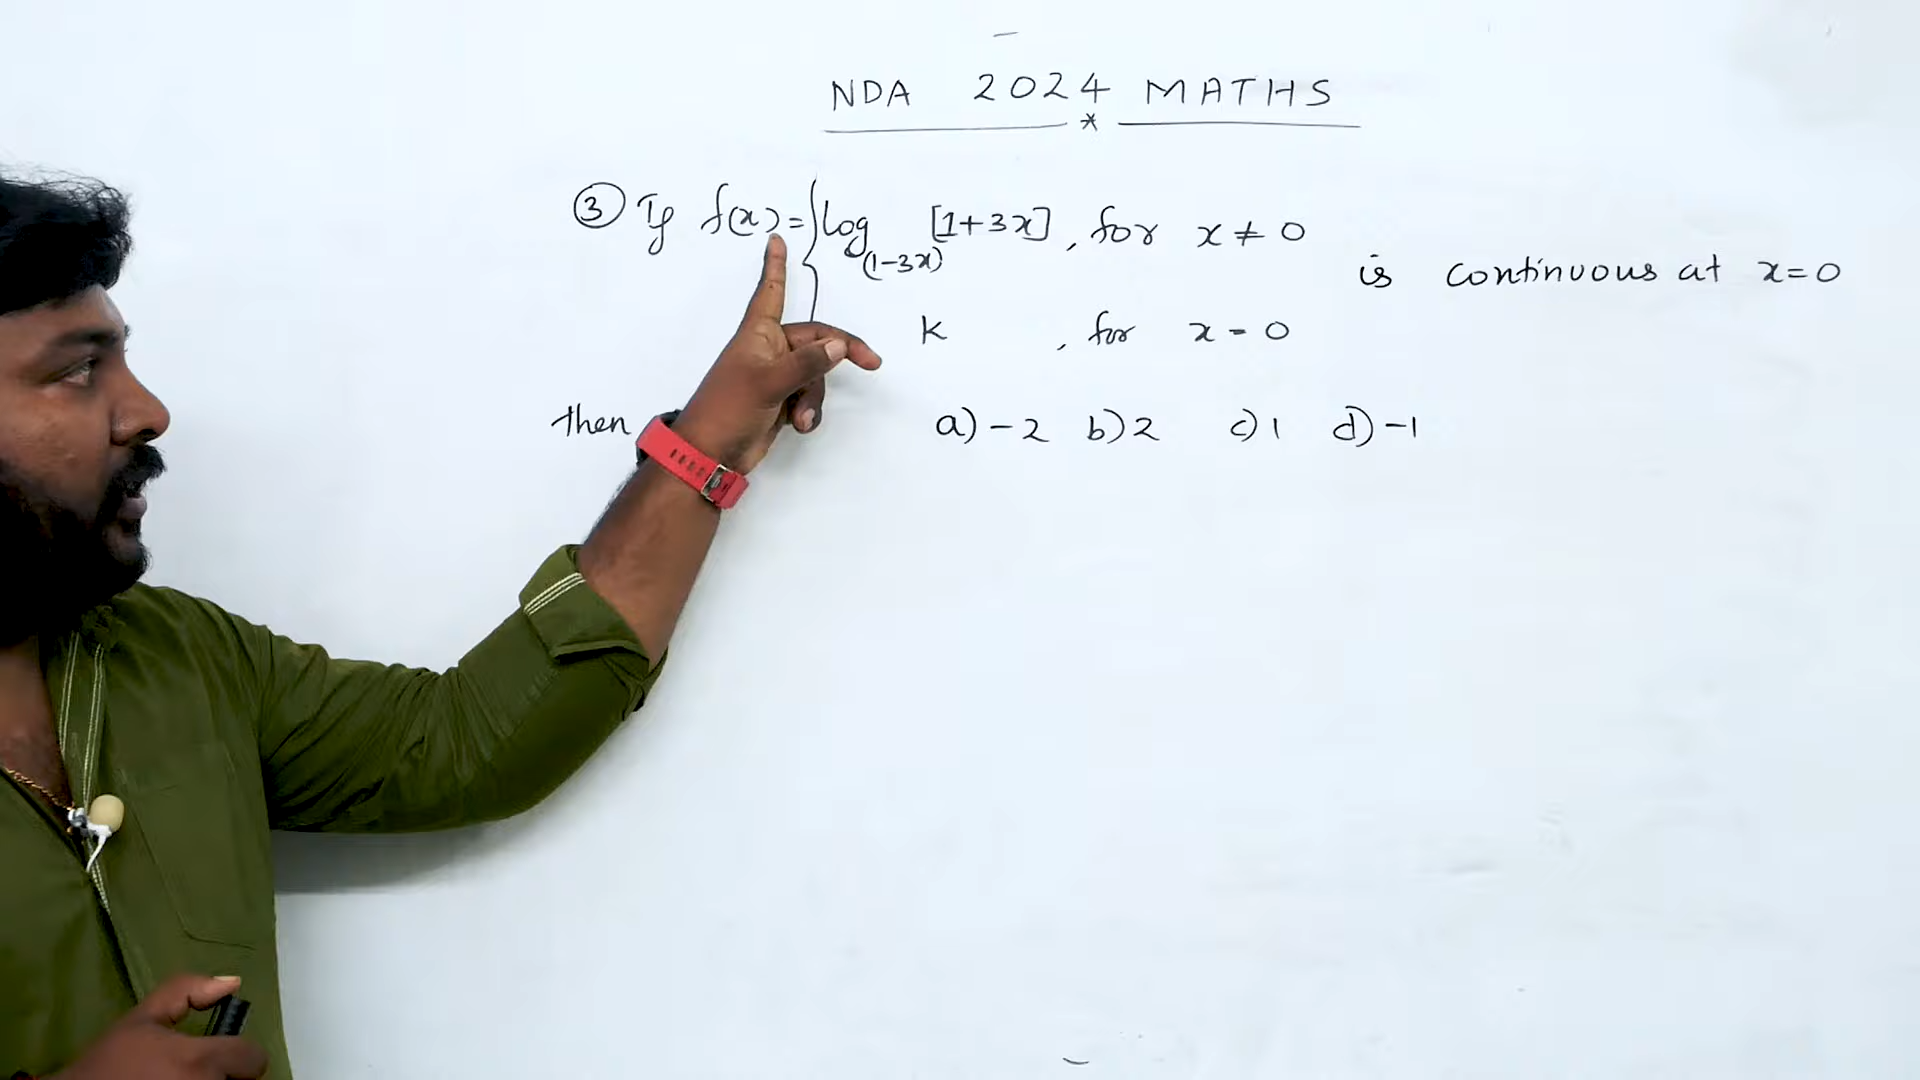 NDA 2024 MATHS
*
③ If f(x)= { log (1-3x) [1+3x], for x ≠ 0
is continuous at x=0
k , for x = 0
then a) -2 b) 2 c) 1 d) -1